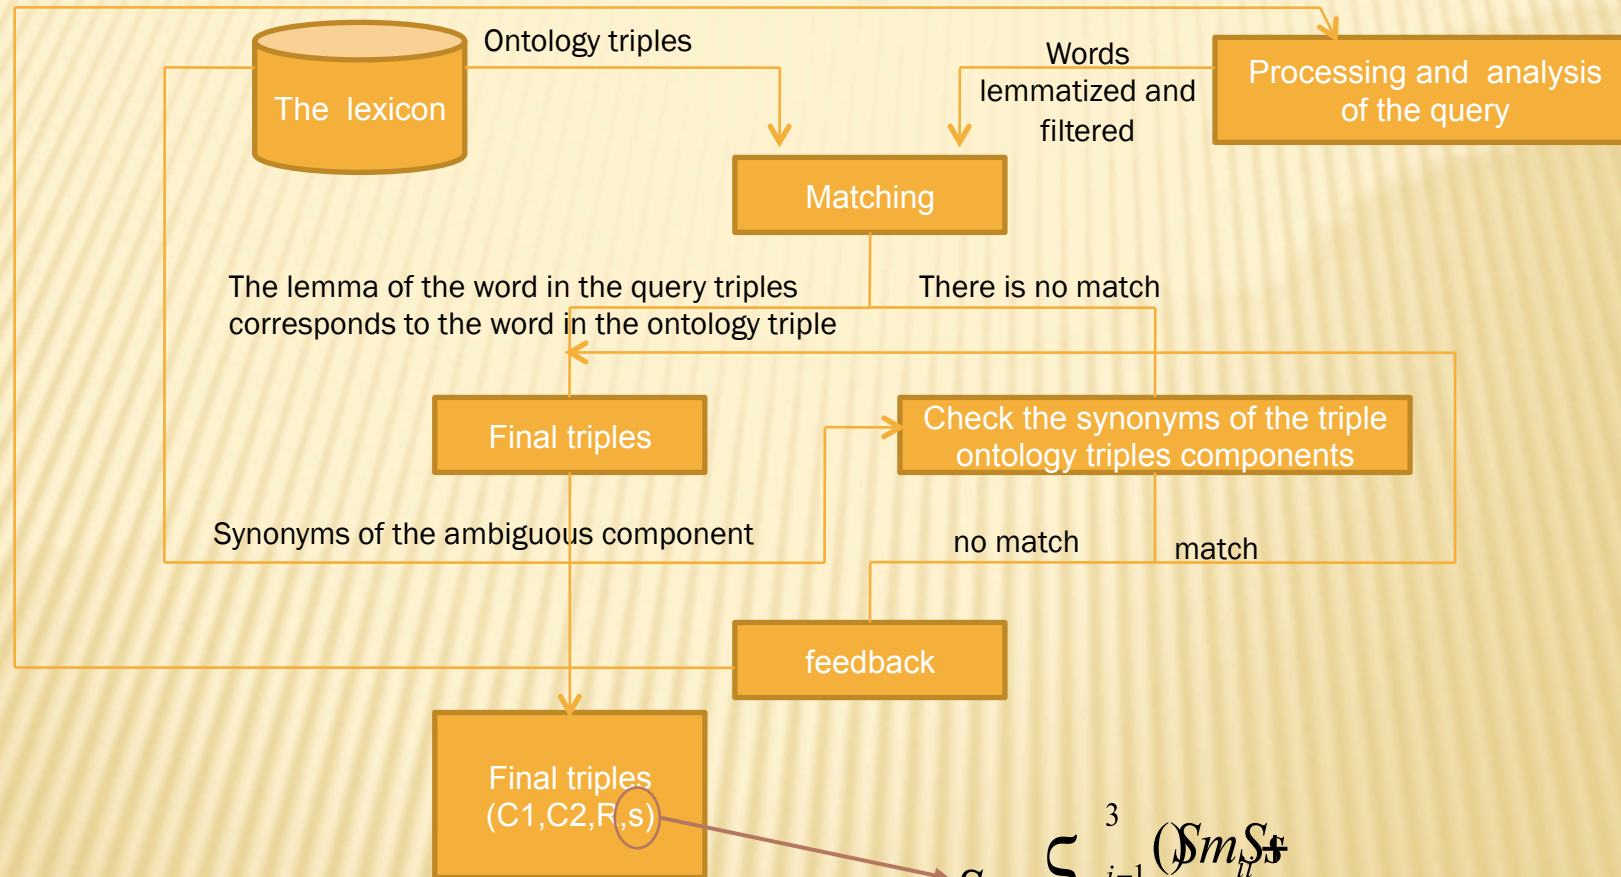 Ontology triples
The lexicon
Words
lemmatized and
filtered
Processing and analysis
of the query
Matching
The lemma of the word in the query triples
corresponds to the word in the ontology triple
There is no match
Final triples
Check the synonyms of the triple
ontology triples components
Synonyms of the ambiguous component
no match
match
feedback
Final triples
(C1,C2,R,s)
3
i=1